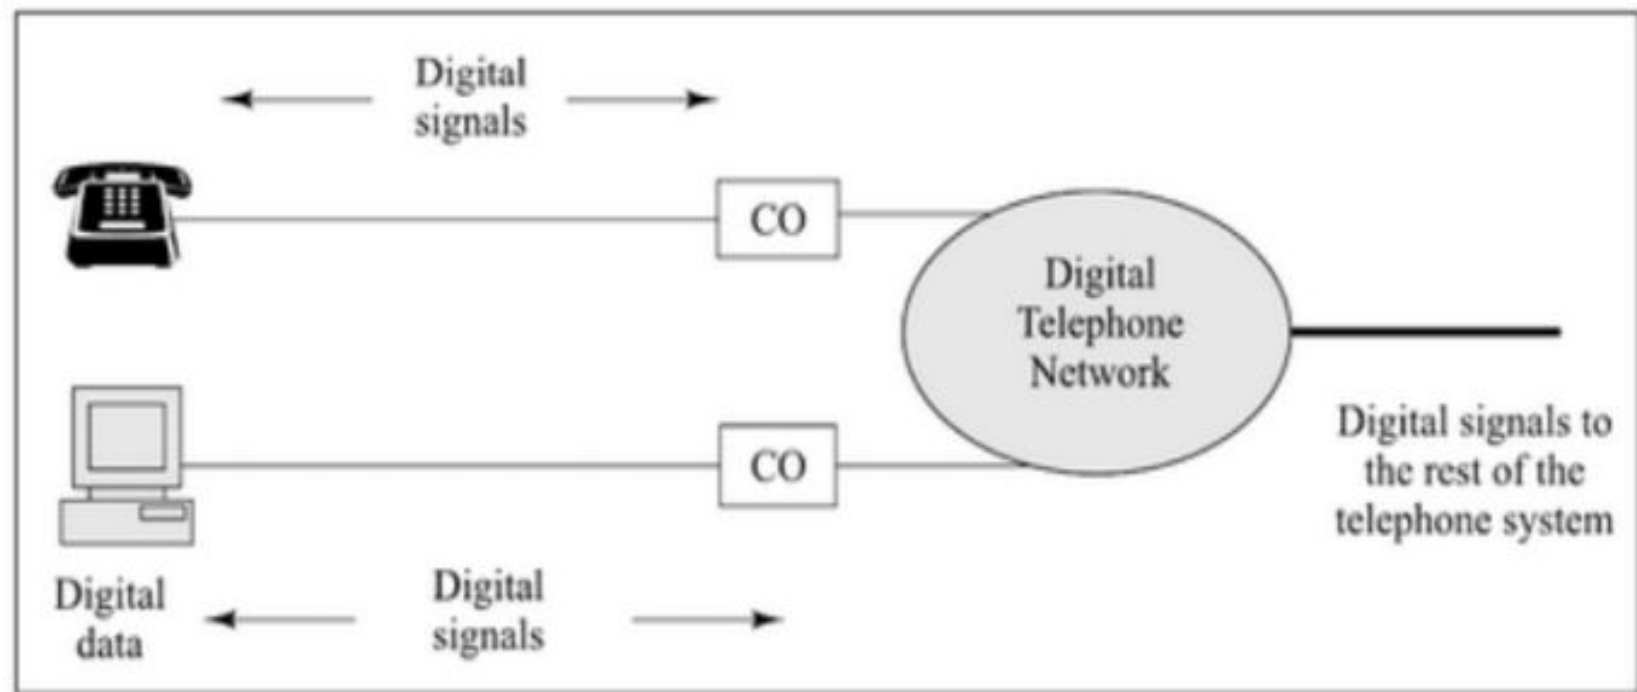 Digital
signals
CO
Digital
Telephone
Network
CO
Digital signals to
the rest of the
telephone system
Digital
data
Digital
signals